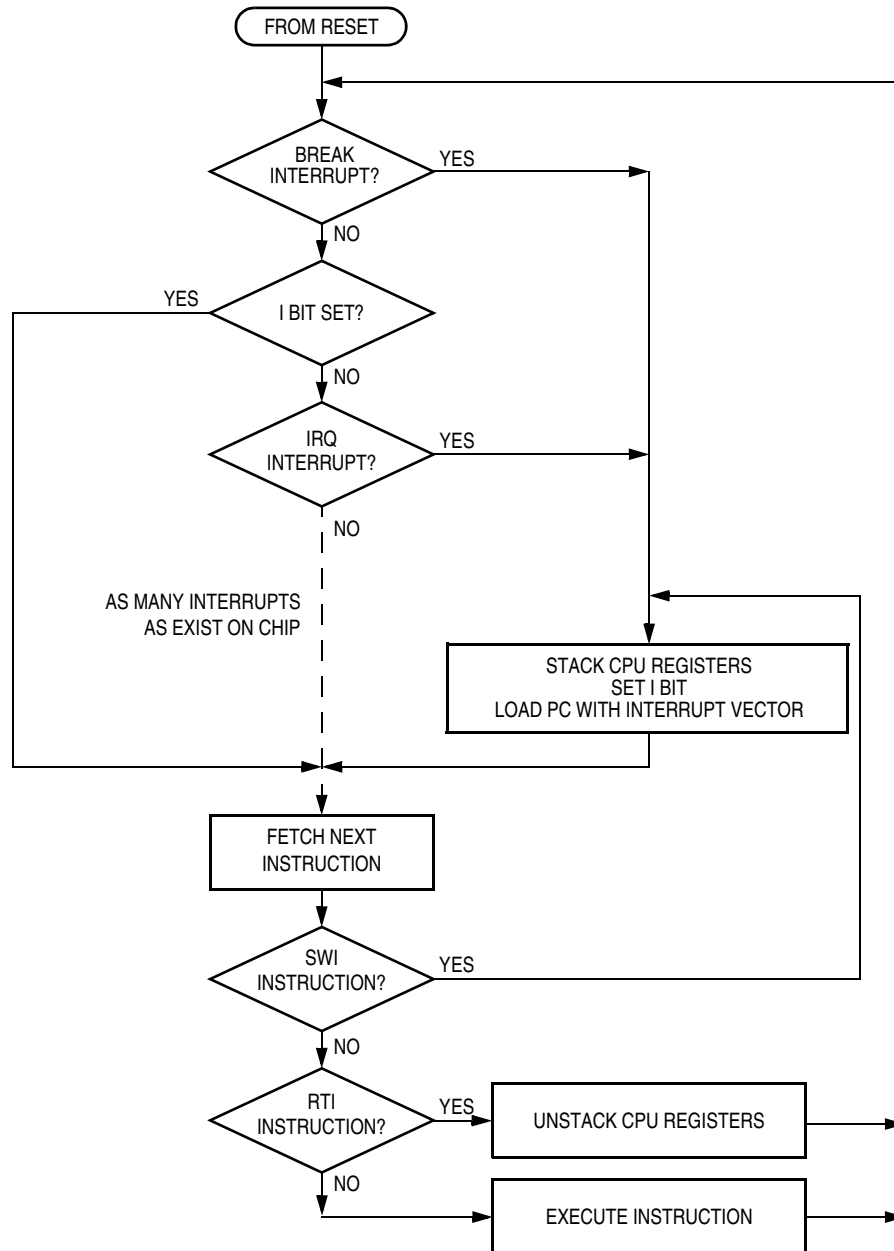 FROM RESET
BREAK
INTERRUPT?
YES
NO
YES
I BIT SET?
NO
IRQ
INTERRUPT?
YES
NO
AS MANY INTERRUPTS
AS EXIST ON CHIP
STACK CPU REGISTERS
SET I BIT
LOAD PC WITH INTERRUPT VECTOR
FETCH NEXT
INSTRUCTION
SWI
INSTRUCTION?
YES
NO
RTI
INSTRUCTION?
YES
UNSTACK CPU REGISTERS
NO
EXECUTE INSTRUCTION